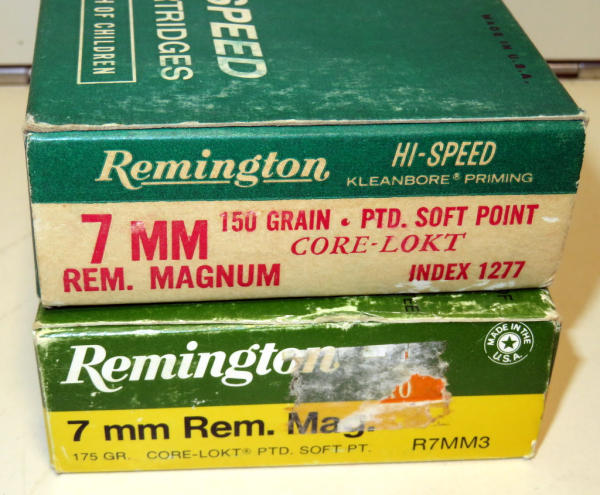 SPEED
RTRIDGES
H OF CHILDREN
MADE IN U.S.A.
Remington HI-SPEED
KLEANBORE® PRIMING
7 MM 150 GRAIN • PTD. SOFT POINT
CORE-LOKT
REM. MAGNUM INDEX 1277
Remington
MADE IN THE U.S.A.
7 mm Rem. Mag.
175 GR. CORE-LOKT® PTD. SOFT PT. R7MM3